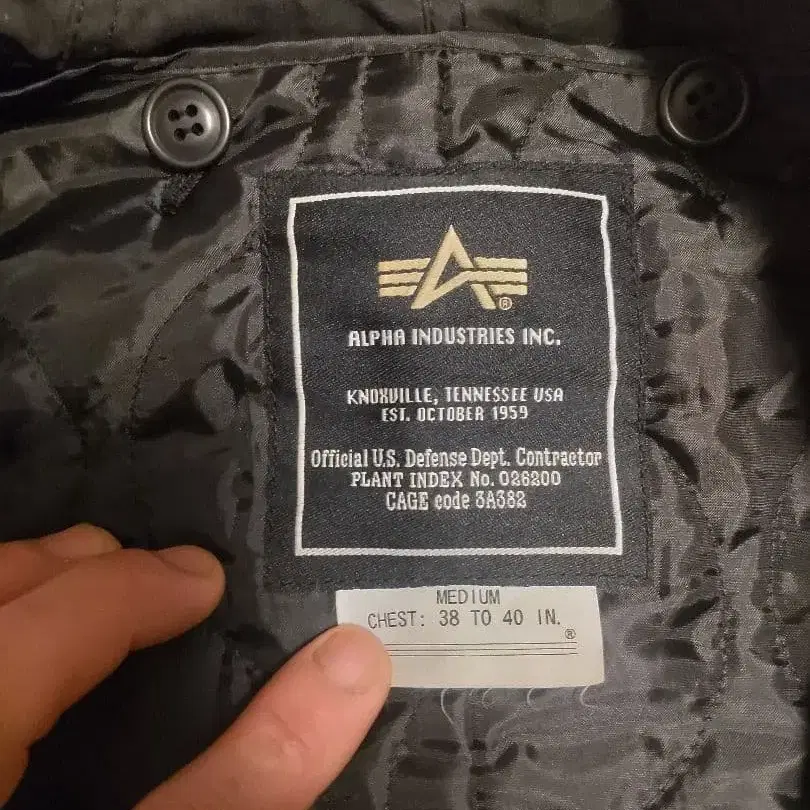 ®
ALPHA INDUSTRIES INC.
KNOXVILLE, TENNESSEE USA
EST. OCTOBER 1959
Official U.S. Defense Dept. Contractor
PLANT INDEX No. 026200
CAGE code 3A382
MEDIUM
CHEST: 38 TO 40 IN.
®